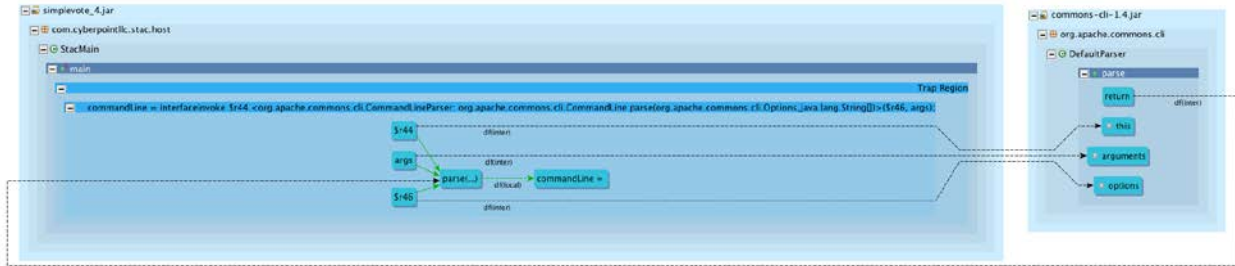 simplevote_4.jar
com.cyberpointllc.stac.host
StacMain
main
Trap Region
commandLine = interfaceinvoke $r44.<org.apache.commons.cli.CommandLineParser: org.apache.commons.cli.CommandLine parse(org.apache.commons.cli.Options,java.lang.String[])>($r46, args);
$r44
df(inter)
args
df(inter)
parse(...)
df(local)
commandLine =
$r46
df(inter)
commons-cli-1.4.jar
org.apache.commons.cli
DefaultParser
parse
return
df(inter)
this
arguments
options